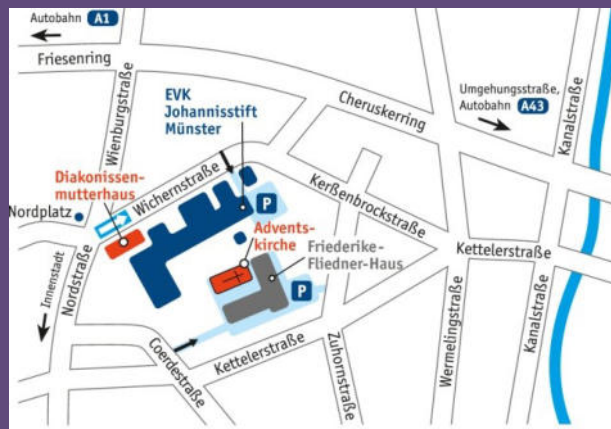 Autobahn A1
Friesenring
Wienburgstraße
EVK
Johannisstift
Münster
Cheruskerring
Umgehungsstraße,
Autobahn A43
Kanalstraße
Diakonissen-
mutterhaus
Wichernstraße
P
Kerßenbrockstraße
Nordplatz
Advents-
kirche
Friederike-
Fliedner-Haus
Kettelerstraße
Innenstadt
Nordstraße
P
Coerdestraße
Kettelerstraße
Zuhornstraße
Wermelingstraße
Kanalstraße